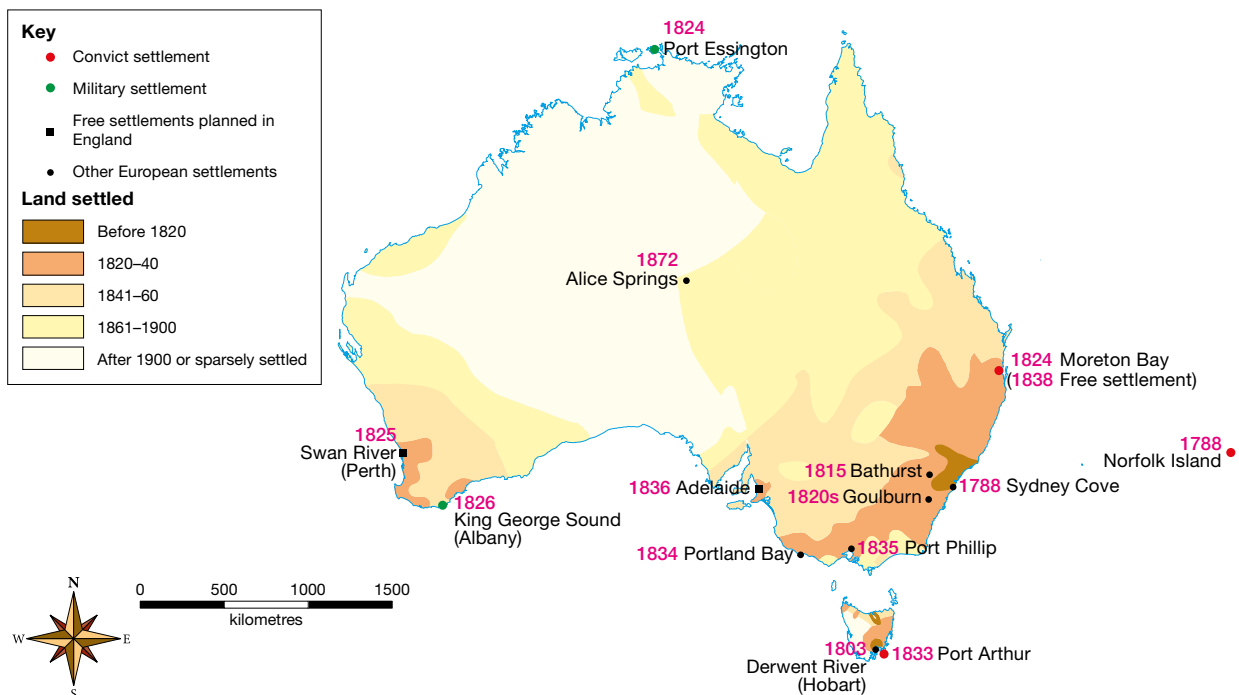 Key
Convict settlement
Military settlement
Free settlements planned in
England
Other European settlements
Land settled
Before 1820
1820–40
1841–60
1861–1900
After 1900 or sparsely settled
1824
Port Essington
1872
Alice Springs
1824 Moreton Bay
(1838 Free settlement)
1788
Norfolk Island
1825
Swan River
(Perth)
1826
King George Sound
(Albany)
1836 Adelaide
1815 Bathurst
1820s Goulburn
1788 Sydney Cove
1834 Portland Bay
1835 Port Phillip
1803
Derwent River
(Hobart)
1833 Port Arthur
N
W
E
S
0 500 1000 1500
kilometres